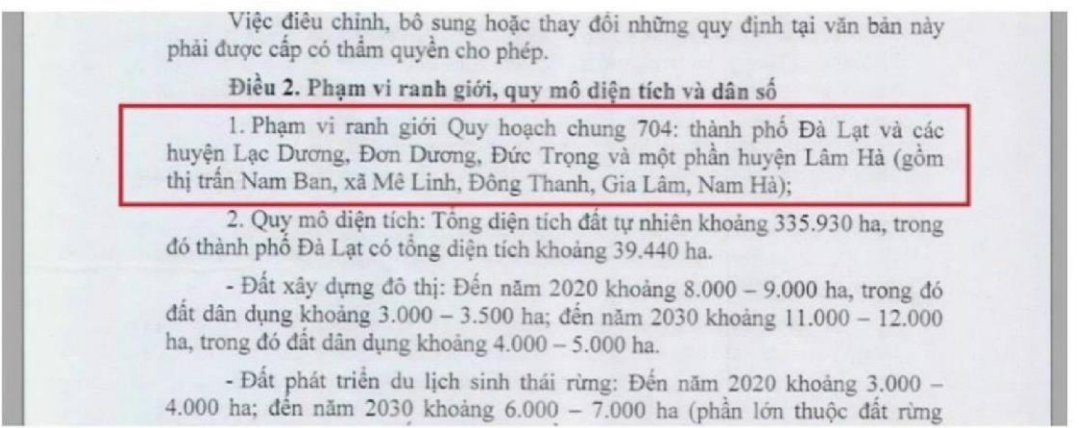 Việc điều chỉnh, bổ sung hoặc thay đổi những quy định tại văn bản này
phải được cấp có thẩm quyền cho phép.
Điều 2. Phạm vi ranh giới, quy mô diện tích và dân số
1. Phạm vi ranh giới Quy hoạch chung 704: thành phố Đà Lạt và các
huyện Lạc Dương, Đơn Dương, Đức Trọng và một phần huyện Lâm Hà (gồm
thị trấn Nam Ban, xã Mê Linh, Đông Thanh, Gia Lâm, Nam Hà);
2. Quy mô diện tích: Tổng diện tích đất tự nhiên khoảng 335.930 ha, trong
đó thành phố Đà Lạt có tổng diện tích khoảng 39.440 ha.
- Đất xây dựng đô thị: Đến năm 2020 khoảng 8.000 – 9.000 ha, trong đó
đất dân dụng khoảng 3.000 – 3.500 ha; đến năm 2030 khoảng 11.000 – 12.000
ha, trong đó đất dân dụng khoảng 4.000 – 5.000 ha.
- Đất phát triển du lịch sinh thái rừng: Đến năm 2020 khoảng 3.000 –
4.000 ha; đến năm 2030 khoảng 6.000 – 7.000 ha (phần lớn thuộc đất rừng